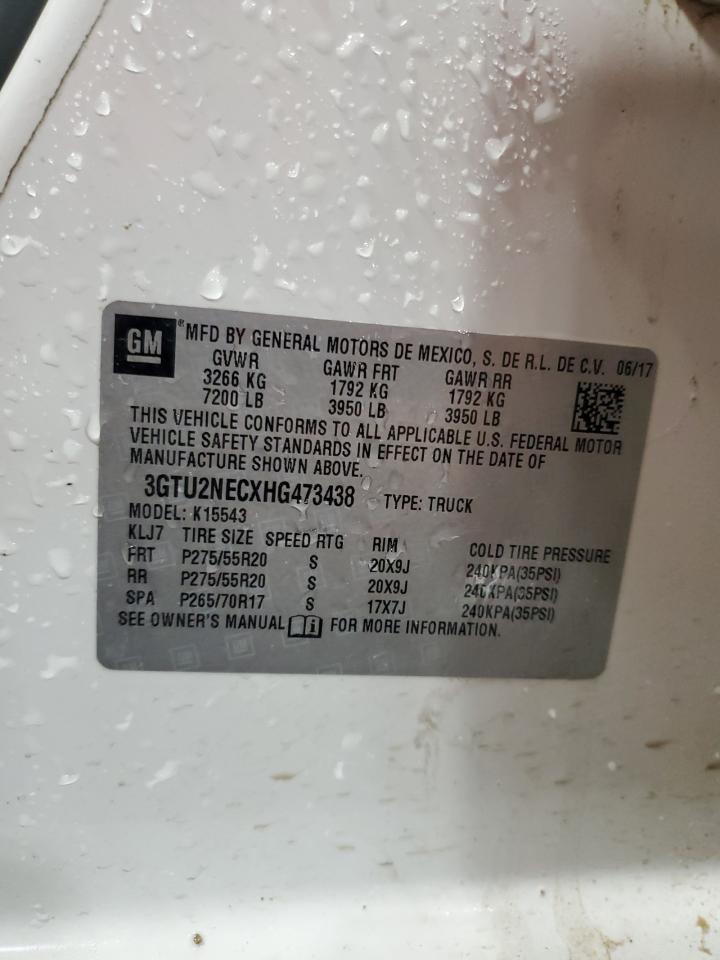 GM ® MFD BY GENERAL MOTORS DE MEXICO, S. DE R.L. DE C.V. 06/17
GVWR GAWR FRT GAWR RR
3266 KG 1792 KG 1792 KG
7200 LB 3950 LB 3950 LB
THIS VEHICLE CONFORMS TO ALL APPLICABLE U.S. FEDERAL MOTOR
VEHICLE SAFETY STANDARDS IN EFFECT ON THE DATE OF
MANUFACTURE SHOWN ABOVE.
3GTU2NECXHG473438 TYPE: TRUCK
MODEL: K15543
KLJ7 TIRE SIZE SPEED RTG RIM COLD TIRE PRESSURE
FRT P275/55R20 S 20X9J 240KPA(35PSI)
RR P275/55R20 S 20X9J 240KPA(35PSI)
SPA P265/70R17 S 17X7J 240KPA(35PSI)
SEE OWNER'S MANUAL i FOR MORE INFORMATION.